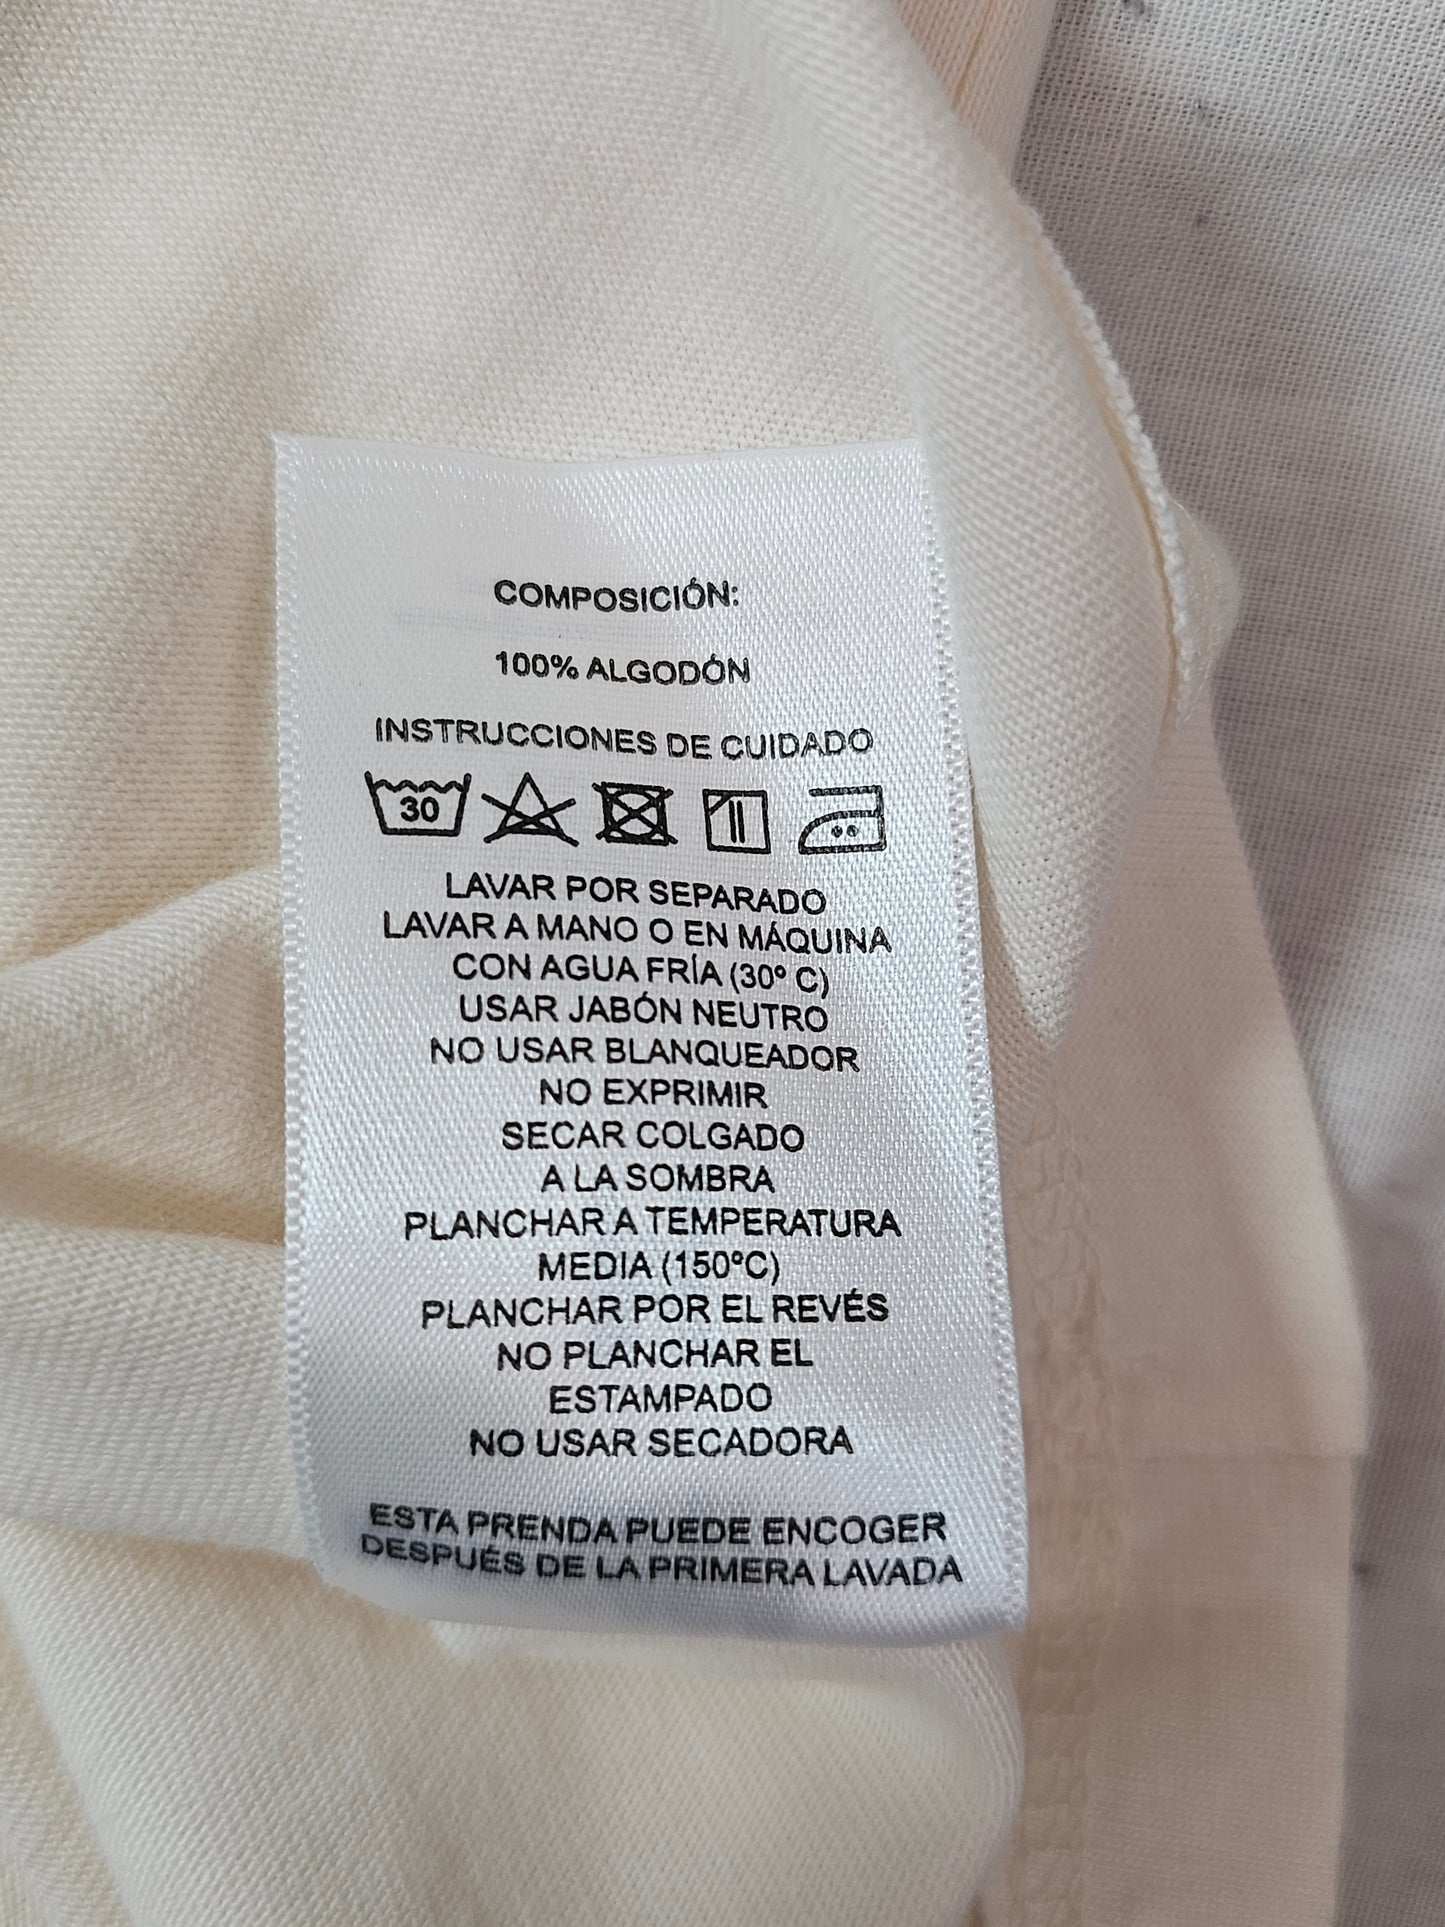 COMPOSICIÓN:
100% ALGODÓN
INSTRUCCIONES DE CUIDADO
30
LAVAR POR SEPARADO
LAVAR A MANO O EN MÁQUINA
CON AGUA FRÍA (30º C)
USAR JABÓN NEUTRO
NO USAR BLANQUEADOR
NO EXPRIMIR
SECAR COLGADO
A LA SOMBRA
PLANCHAR A TEMPERATURA
MEDIA (150ºC)
PLANCHAR POR EL REVÉS
NO PLANCHAR EL
ESTAMPADO
NO USAR SECADORA
ESTA PRENDA PUEDE ENCOGER
DESPUÉS DE LA PRIMERA LAVADA